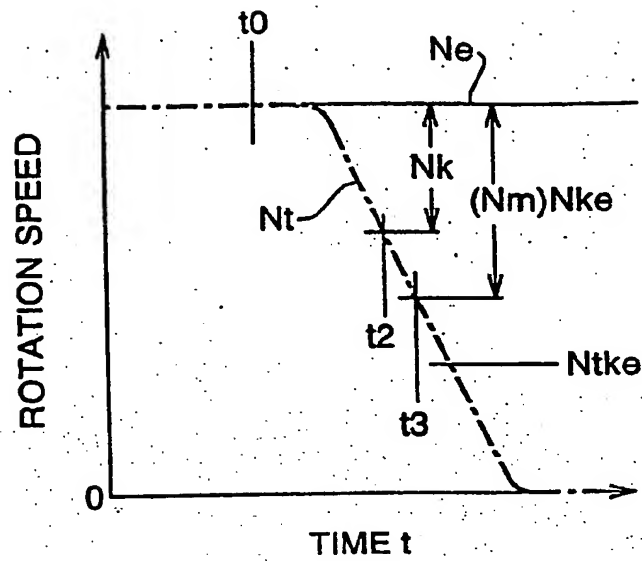 t0
Ne
Nk
(Nm)Nke
Nt
t2
Ntke
t3
ROTATION SPEED
0
TIME t